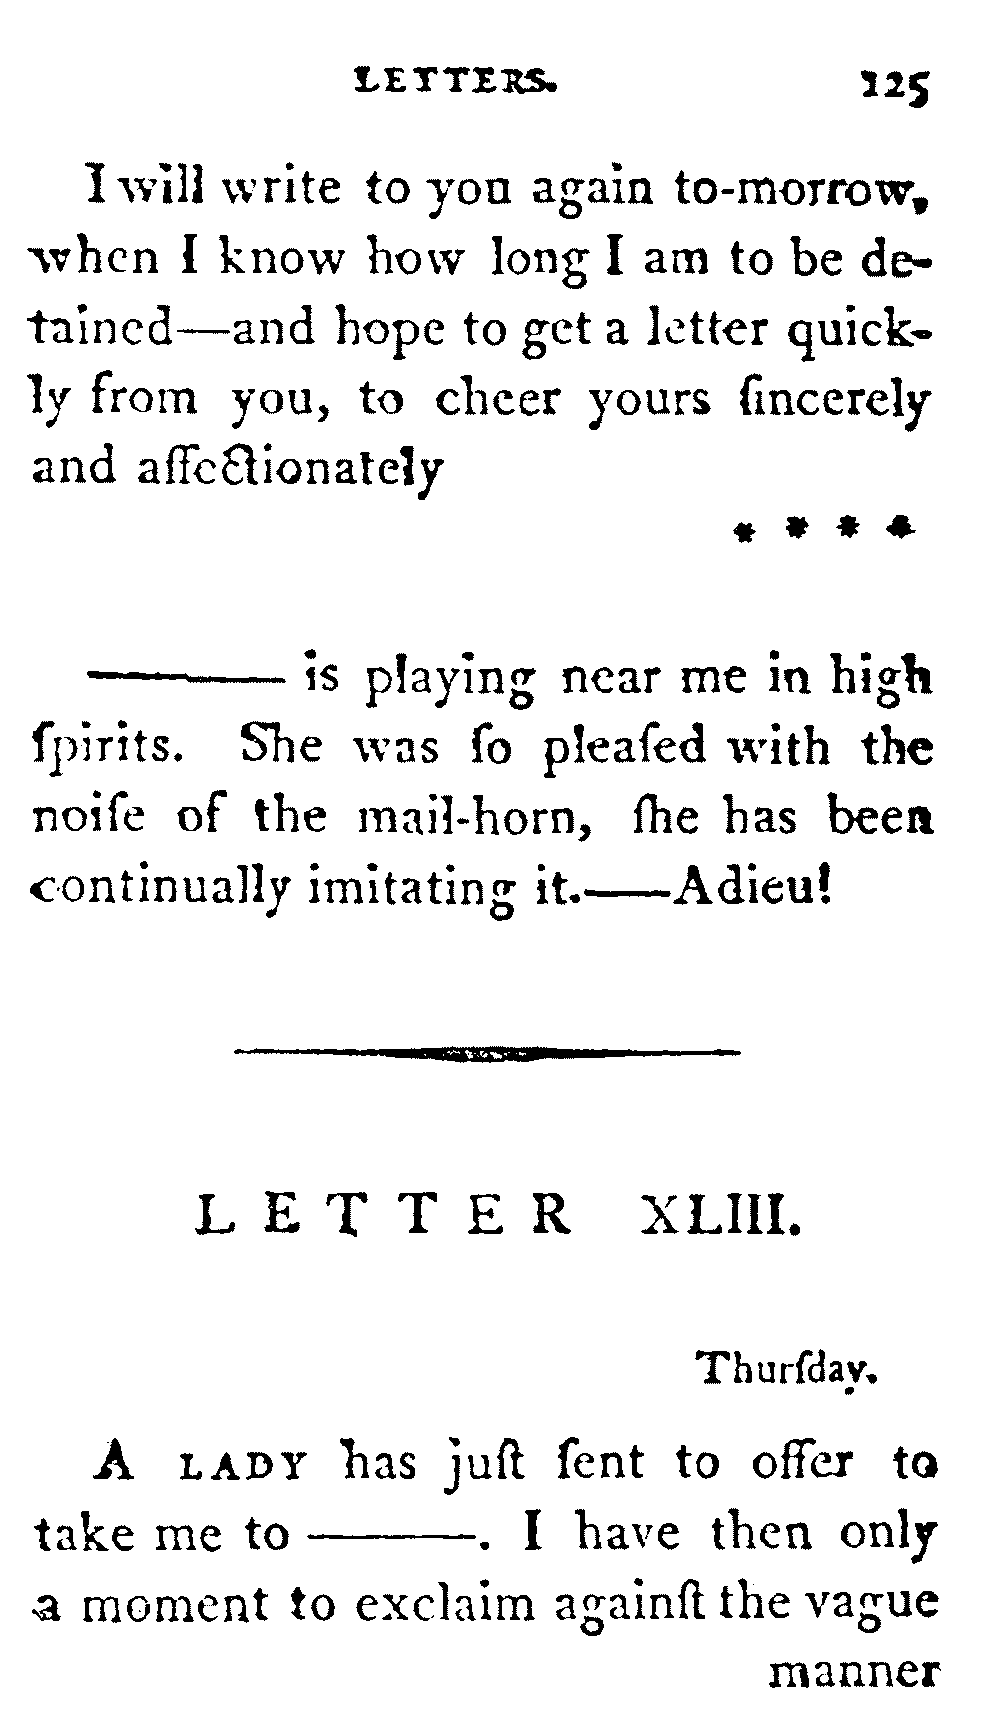 LETTERS. 125
I will write to you again to-morrow,
when I know how long I am to be de-
tained—and hope to get a letter quick-
ly from you, to cheer yours ſincerely
and affectionately
* * * *
——— is playing near me in high
ſpirits. She was ſo pleaſed with the
noiſe of the mail-horn, ſhe has been
continually imitating it.——Adieu!
LETTER XLIII.
Thurſday.
A LADY has juſt ſent to offer to
take me to ———. I have then only
a moment to exclaim againſt the vague
manner